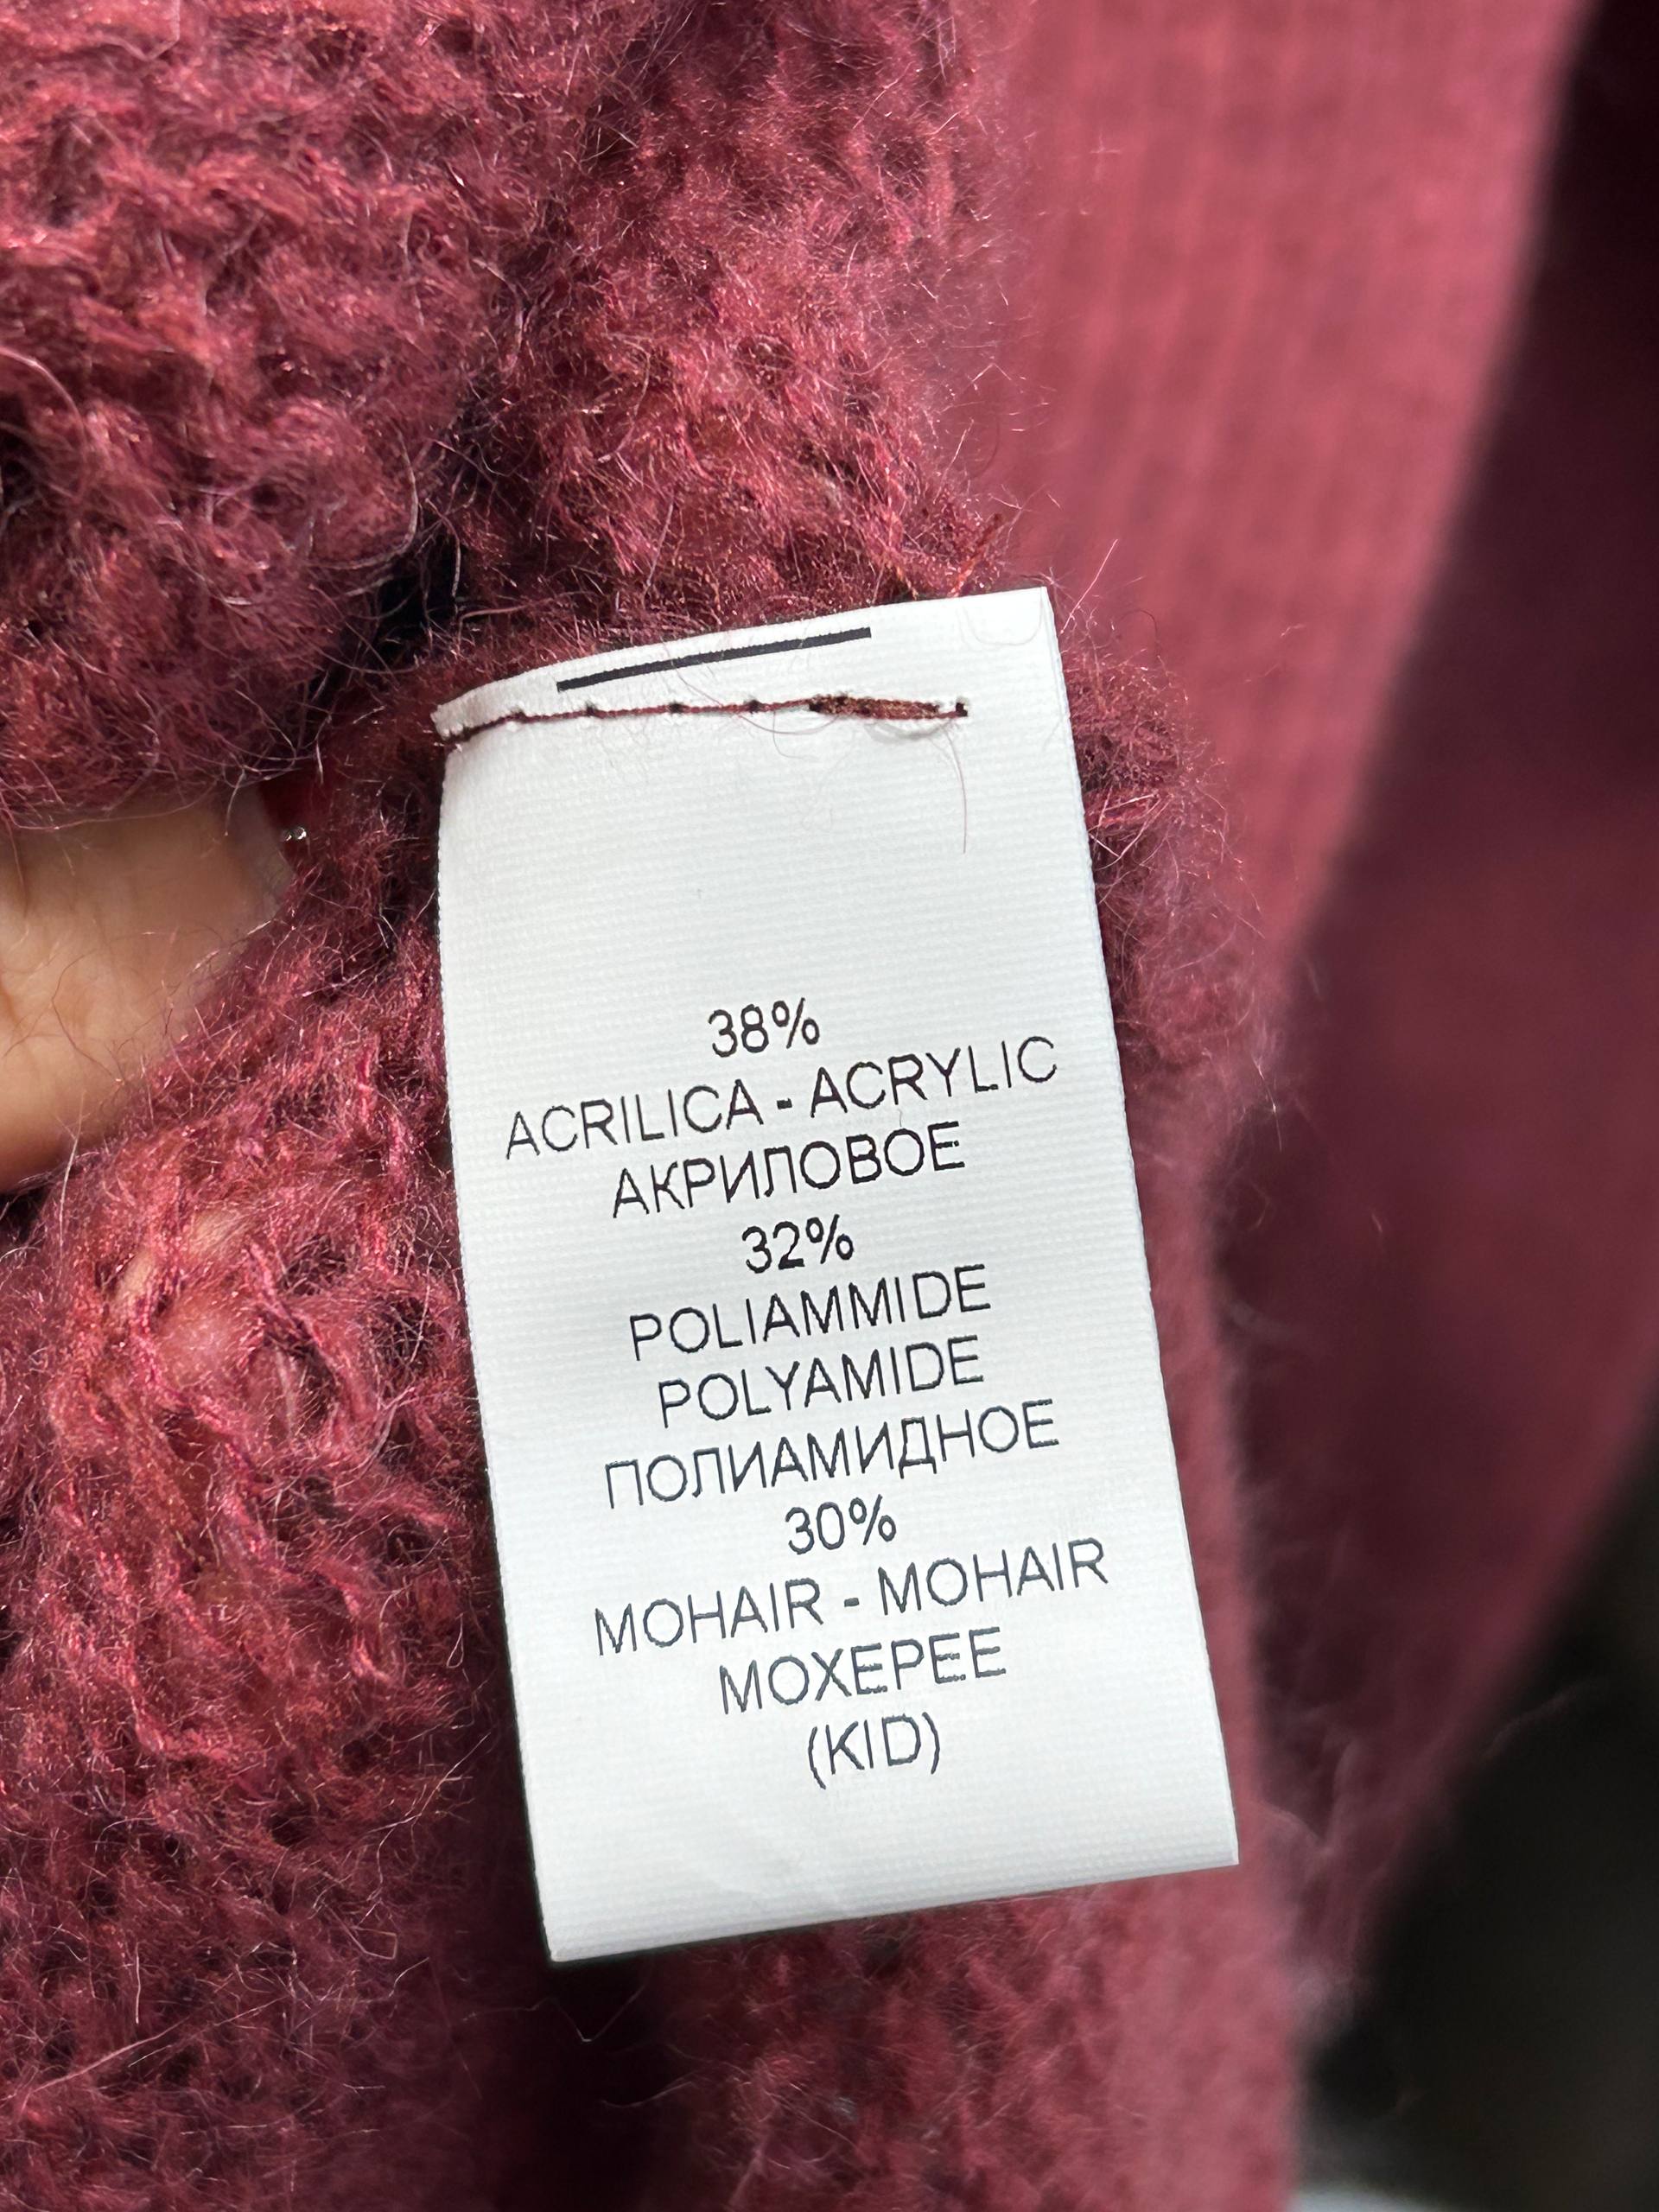 38%
ACRILICA - ACRYLIC
АКРИЛОВОЕ
32%
POLIAMMIDE
POLYAMIDE
ПОЛИАМИДНОЕ
30%
MOHAIR - MOHAIR
МОХЕРЕЕ
(KID)